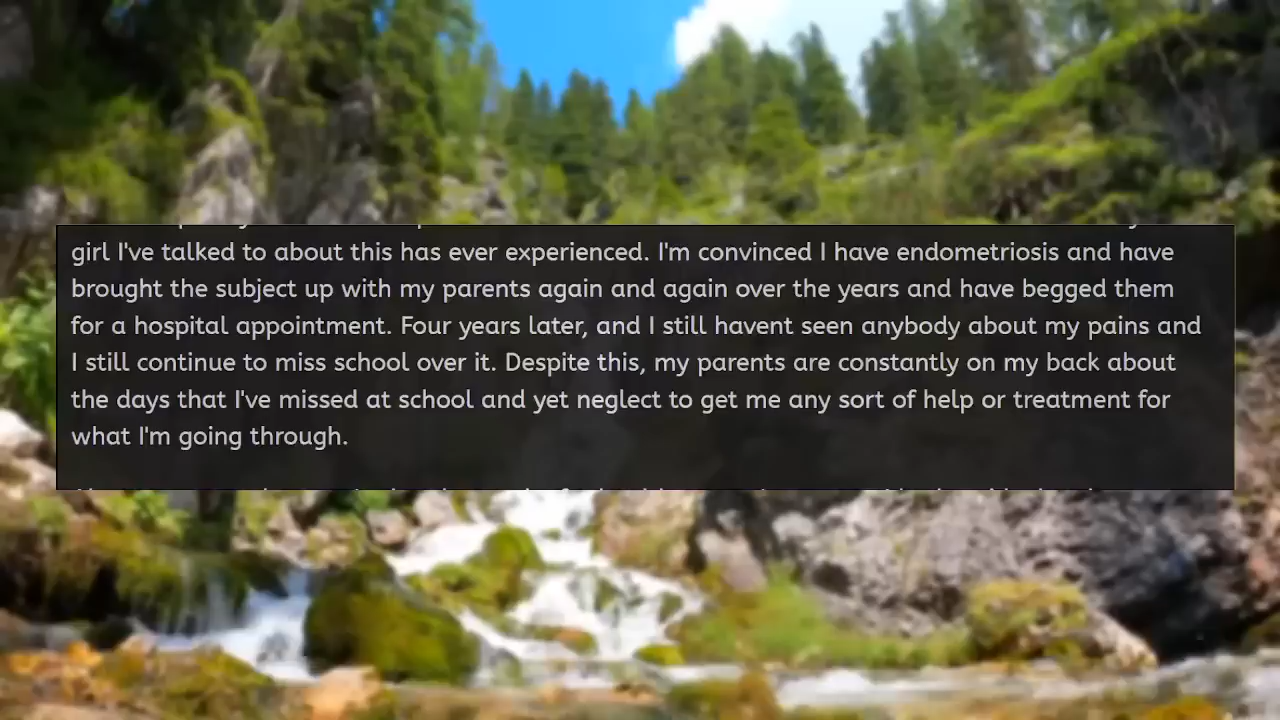 girl I've talked to about this has ever experienced. I'm convinced I have endometriosis and have
brought the subject up with my parents again and again over the years and have begged them
for a hospital appointment. Four years later, and I still havent seen anybody about my pains and
I still continue to miss school over it. Despite this, my parents are constantly on my back about
the days that I've missed at school and yet neglect to get me any sort of help or treatment for
what I'm going through.